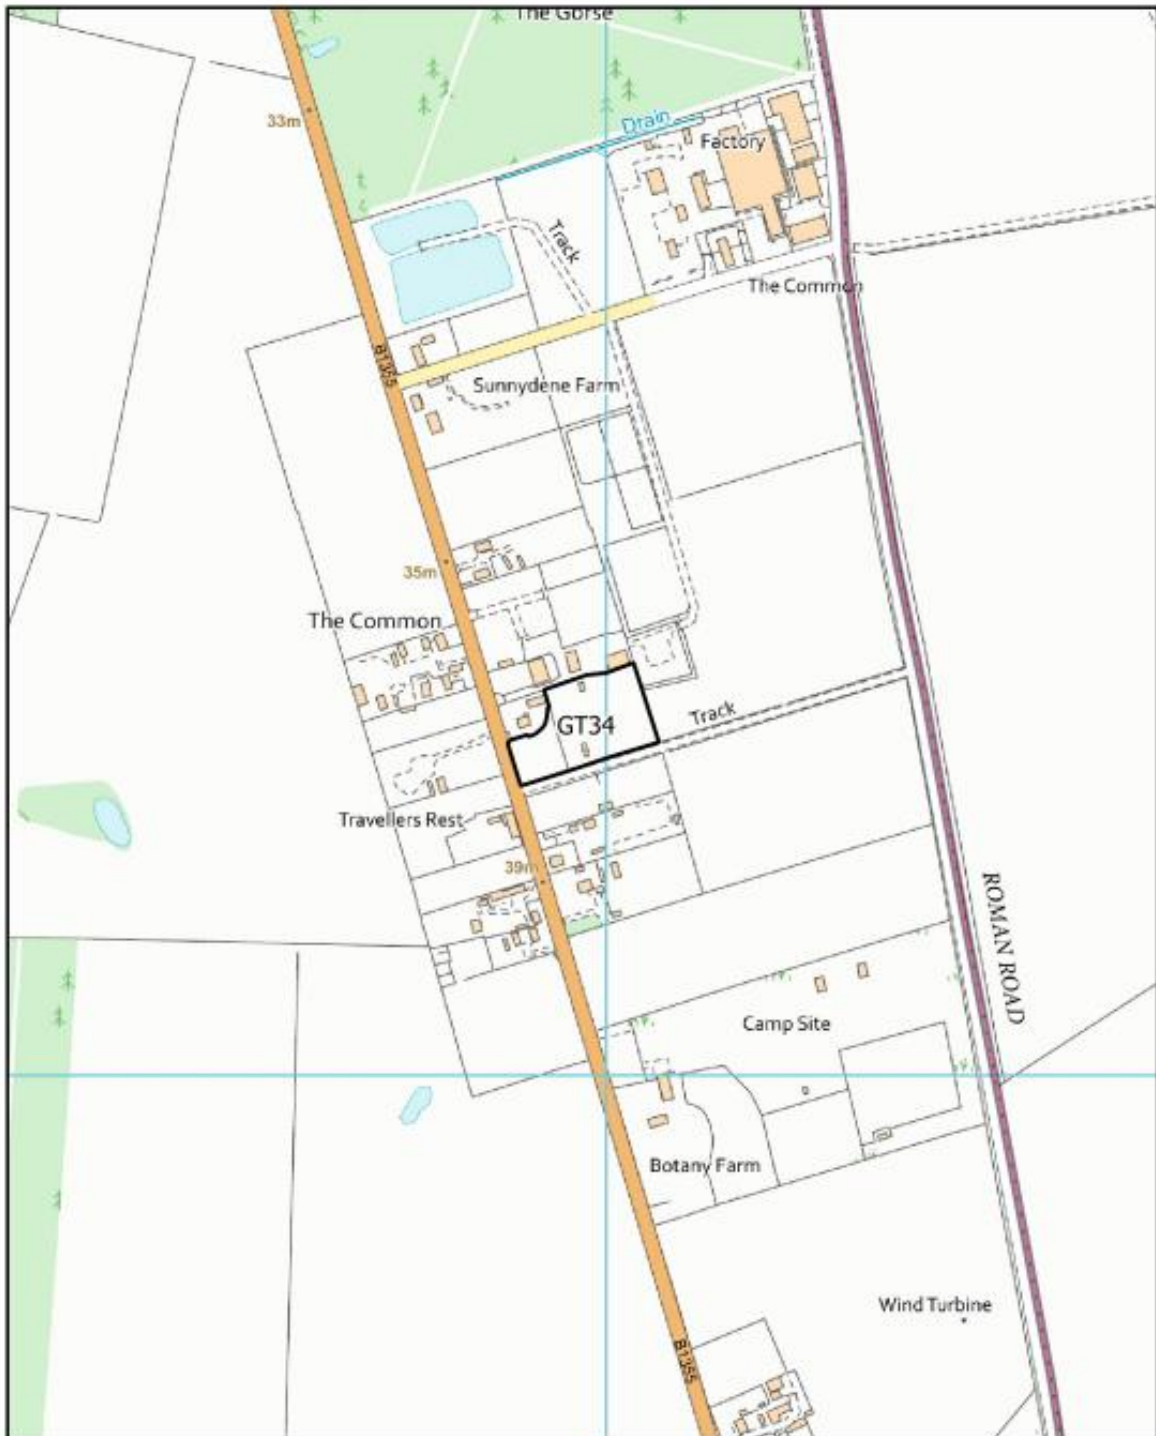 The Gorse
33m
Drain
Factory
Track
The Common
B1355
Sunnydene Farm
35m
The Common
GT34
Track
Travellers Rest
39m
ROMAN ROAD
Camp Site
Botany Farm
Wind Turbine
B1355